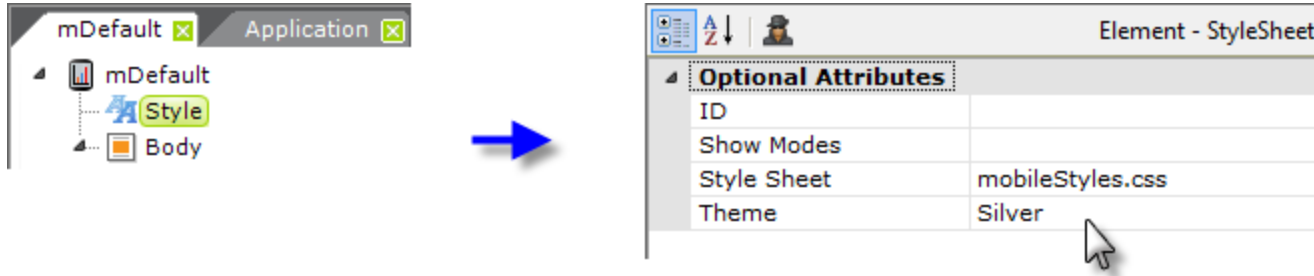 mDefault Application
mDefault
Style
Body
A Z Element - StyleSheet
Optional Attributes
ID
Show Modes
Style Sheet mobileStyles.css
Theme Silver